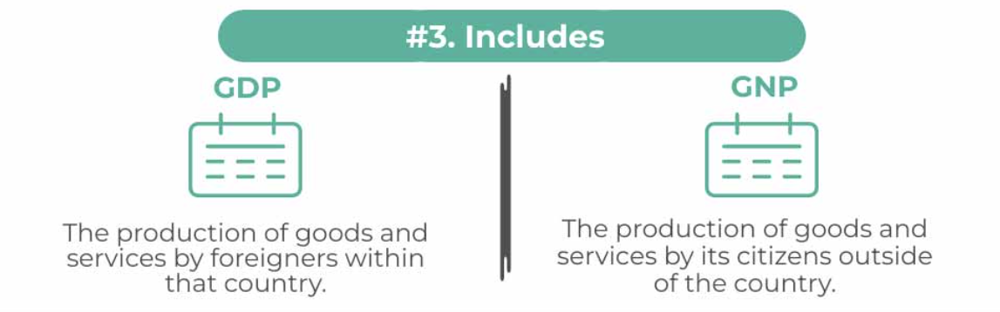 #3. Includes
GDP
The production of goods and
services by foreigners within
that country.
GNP
The production of goods and
services by its citizens outside
of the country.